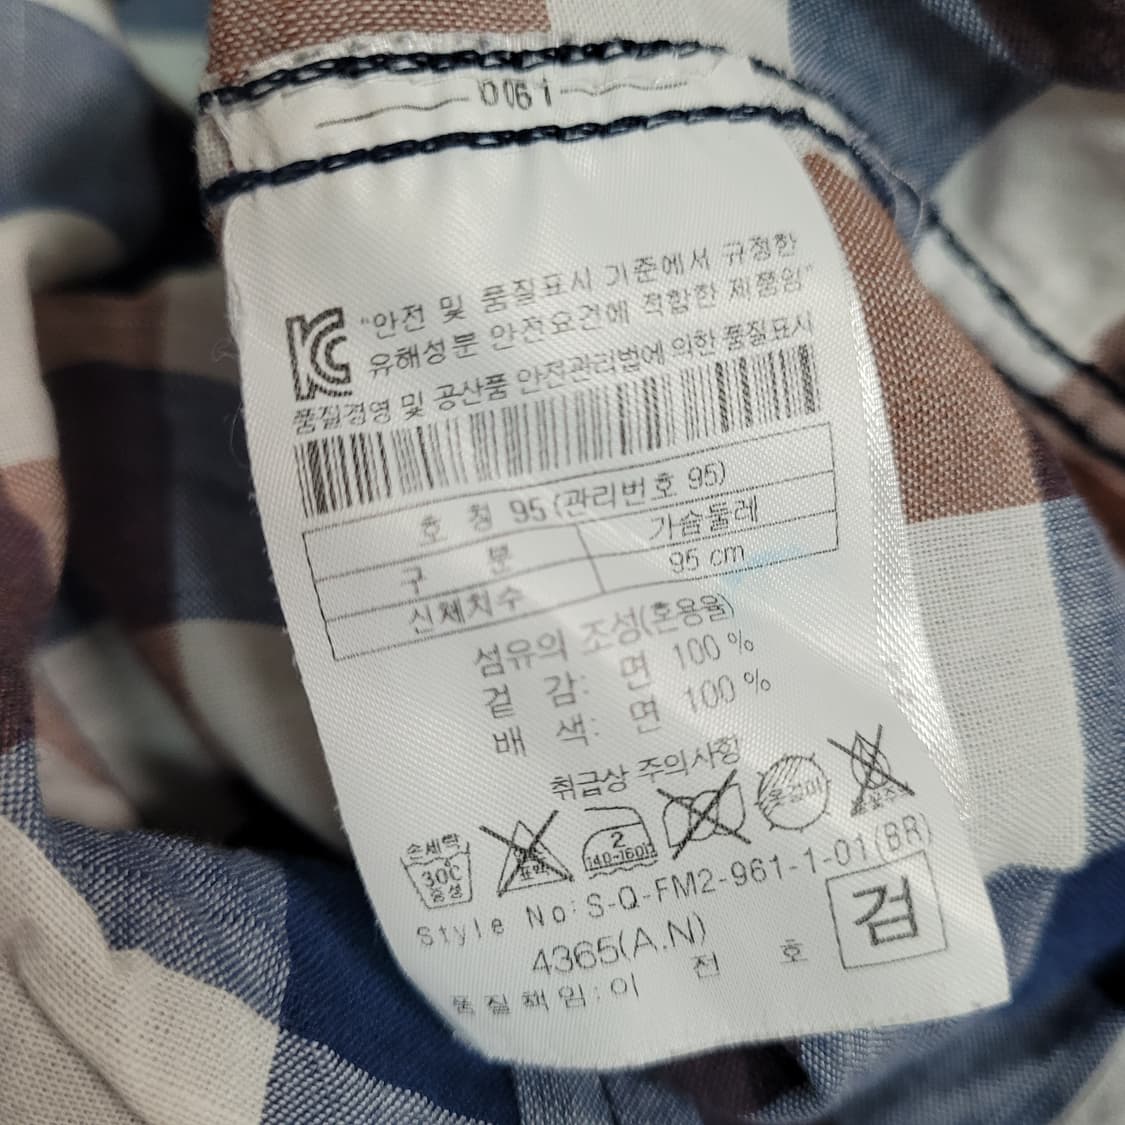 0061
"안전 및 품질표시 기준에서 규정한
유해성분 안전요건에 적합한 제품임"
품질경영 및 공산품 안전관리법에 의한 품질표시
호 칭 95 (관리번호 95)
구 분 가슴둘레
신체치수 95 cm
섬유의 조성(혼용율)
겉 감: 면 100 %
배 색: 면 100 %
취급상 주의사항
손세탁
30℃
중성
표백
2
140~160℃
옷걸이
Style No: S-Q-FM2-961-1-01(BR)
4365(A.N)
검
품질책임: 이 전 호